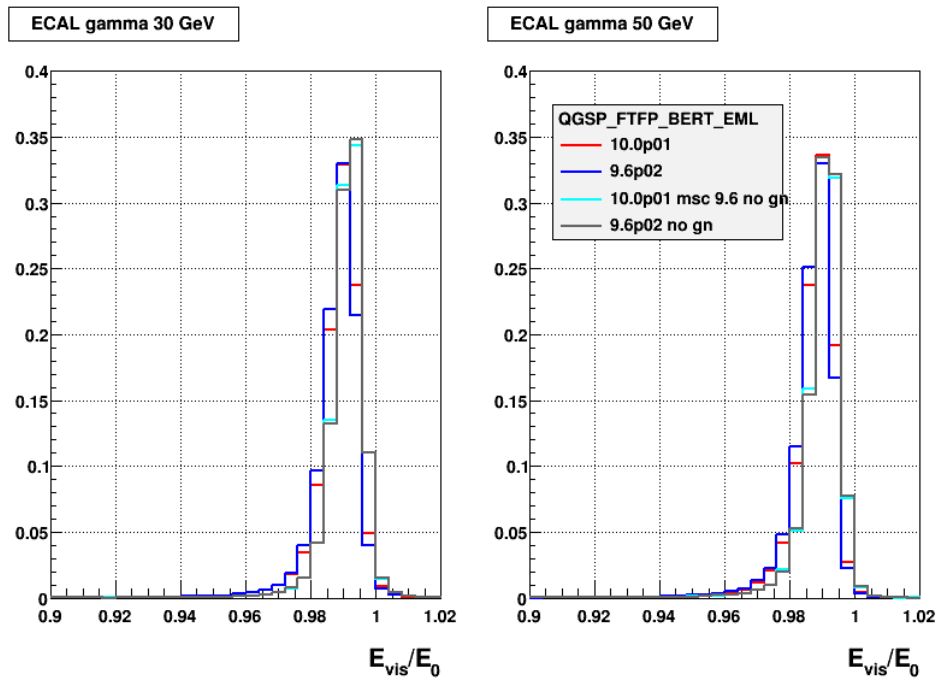 ECAL gamma 30 GeV
0.4
0.35
0.3
0.25
0.2
0.15
0.1
0.05
0
0.9 0.92 0.94 0.96 0.98 1 1.02
E_vis/E_0
ECAL gamma 50 GeV
QGSP_FTFP_BERT_EML
10.0p01
9.6p02
10.0p01 msc 9.6 no gn
9.6p02 no gn
0.4
0.35
0.3
0.25
0.2
0.15
0.1
0.05
0
0.9 0.92 0.94 0.96 0.98 1 1.02
E_vis/E_0